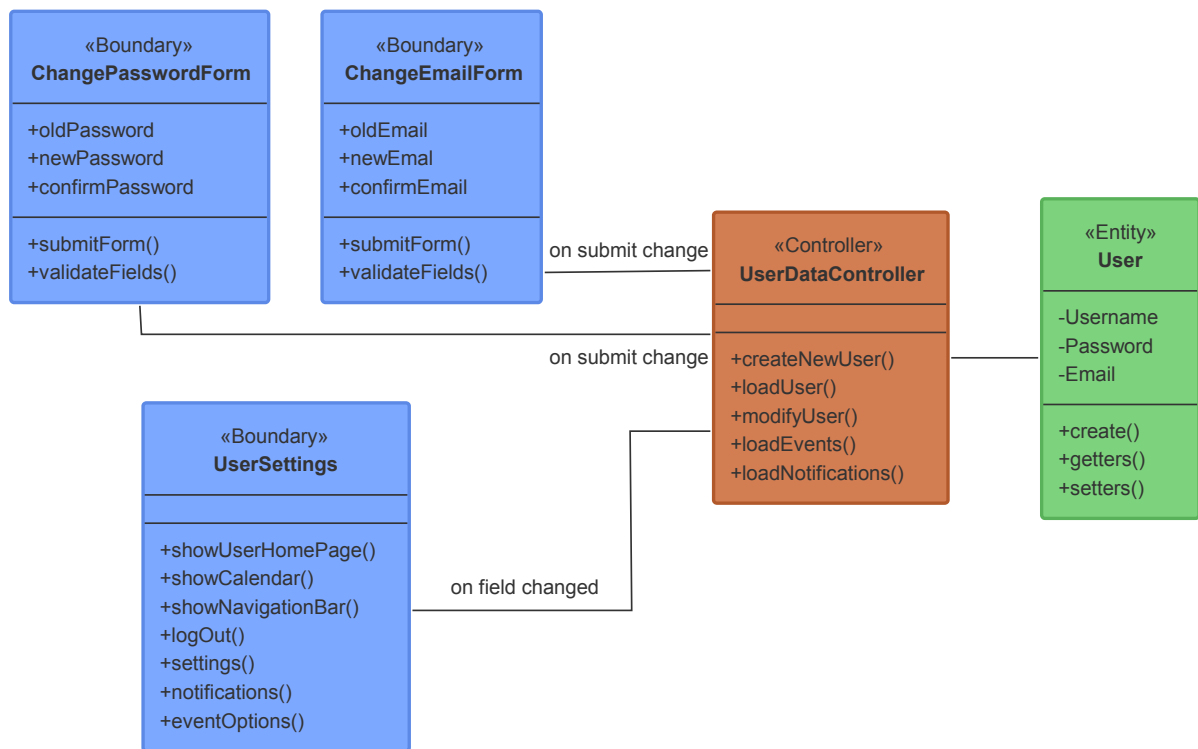 «Boundary»
ChangePasswordForm
+oldPassword
+newPassword
+confirmPassword
+submitForm()
+validateFields()
«Boundary»
ChangeEmailForm
+oldEmail
+newEmal
+confirmEmail
+submitForm()
+validateFields()
on submit change
on submit change
«Controller»
UserDataController
+createNewUser()
+loadUser()
+modifyUser()
+loadEvents()
+loadNotifications()
«Entity»
User
-Username
-Password
-Email
+create()
+getters()
+setters()
«Boundary»
UserSettings
+showUserHomePage()
+showCalendar()
+showNavigationBar()
+logOut()
+settings()
+notifications()
+eventOptions()
on field changed